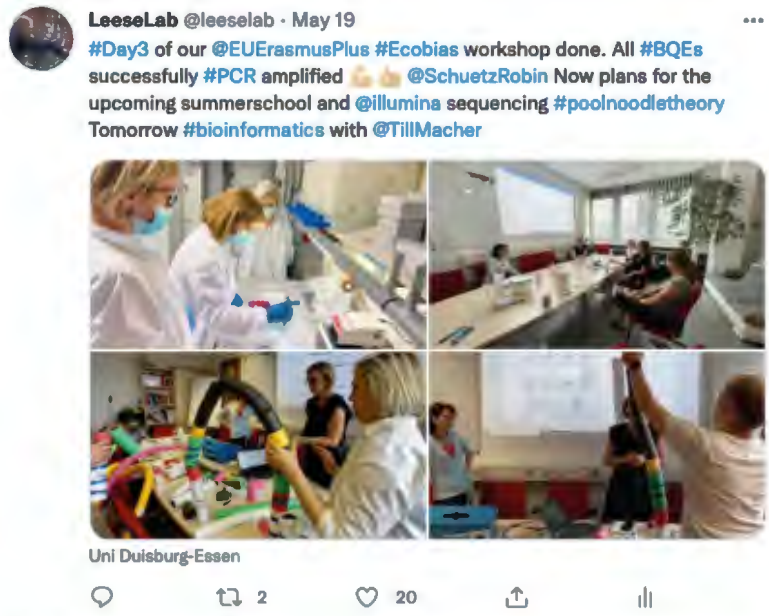 LeeseLab @leeselab · May 19
#Day3 of our @EUErasmusPlus #Ecobias workshop done. All #BQEs
successfully #PCR amplified 💪 👍 @SchuetzRobin Now plans for the
upcoming summerschool and @illumina sequencing #poolnoodletheory
Tomorrow #bioinformatics with @TillMacher
Uni Duisburg-Essen
2 20